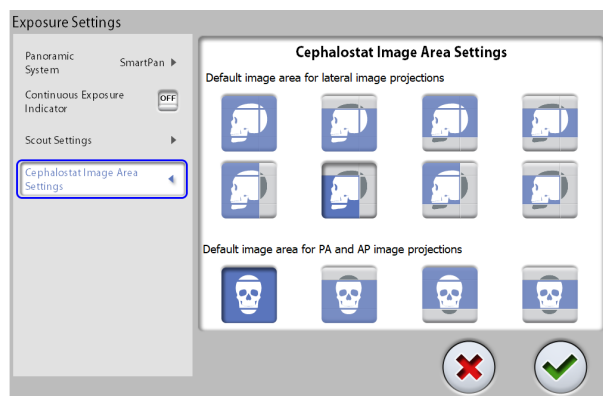 Exposure Settings
Panoramic
System
SmartPan
Continuous Exposure
Indicator
OFF
Scout Settings
Cephalostat Image Area
Settings
Cephalostat Image Area Settings
Default image area for lateral image projections
Default image area for PA and AP image projections